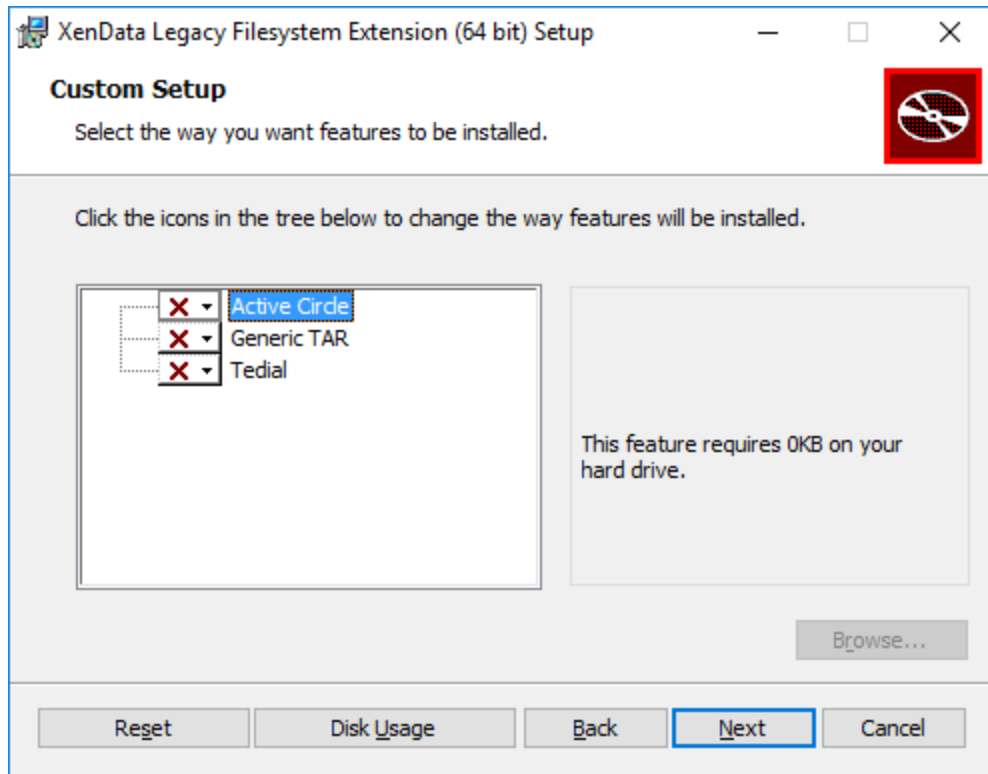 XenData Legacy Filesystem Extension (64 bit) Setup
Custom Setup
Select the way you want features to be installed.
Click the icons in the tree below to change the way features will be installed.
Active Circle
Generic TAR
Tedial
This feature requires 0KB on your
hard drive.
Browse...
Reset
Disk Usage
Back
Next
Cancel